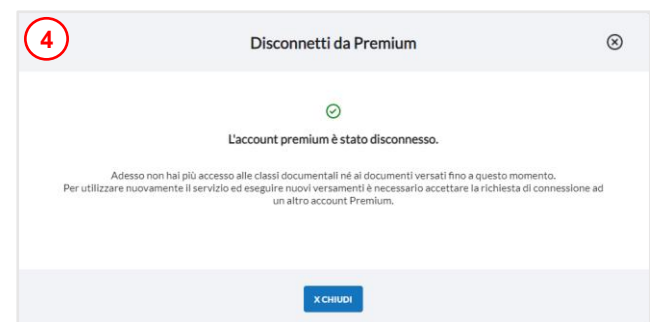 4
Disconnetti da Premium
L'account premium è stato disconnesso.
Adesso non hai più accesso alle classi documentali né ai documenti versati fino a questo momento.
Per utilizzare nuovamente il servizio ed eseguire nuovi versamenti è necessario accettare la richiesta di connessione ad
un altro account Premium.
X CHIUDI